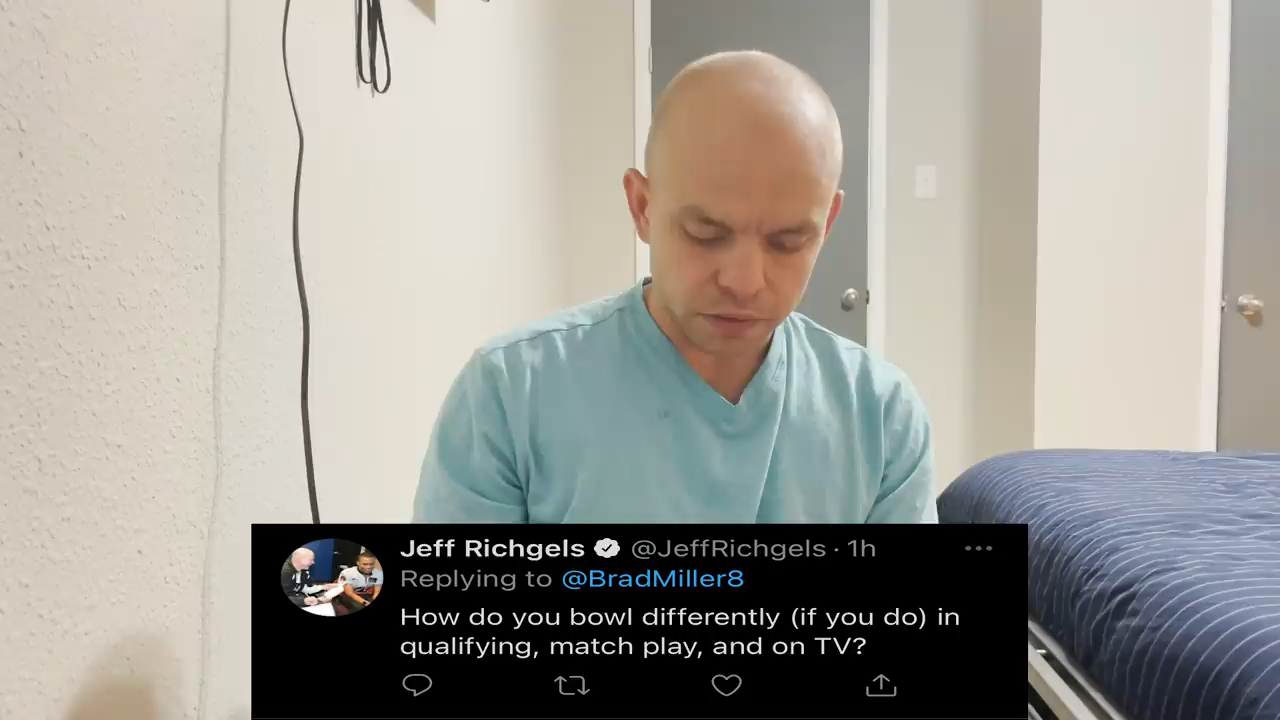 Jeff Richgels @JeffRichgels · 1h
Replying to @BradMiller8
How do you bowl differently (if you do) in
qualifying, match play, and on TV?